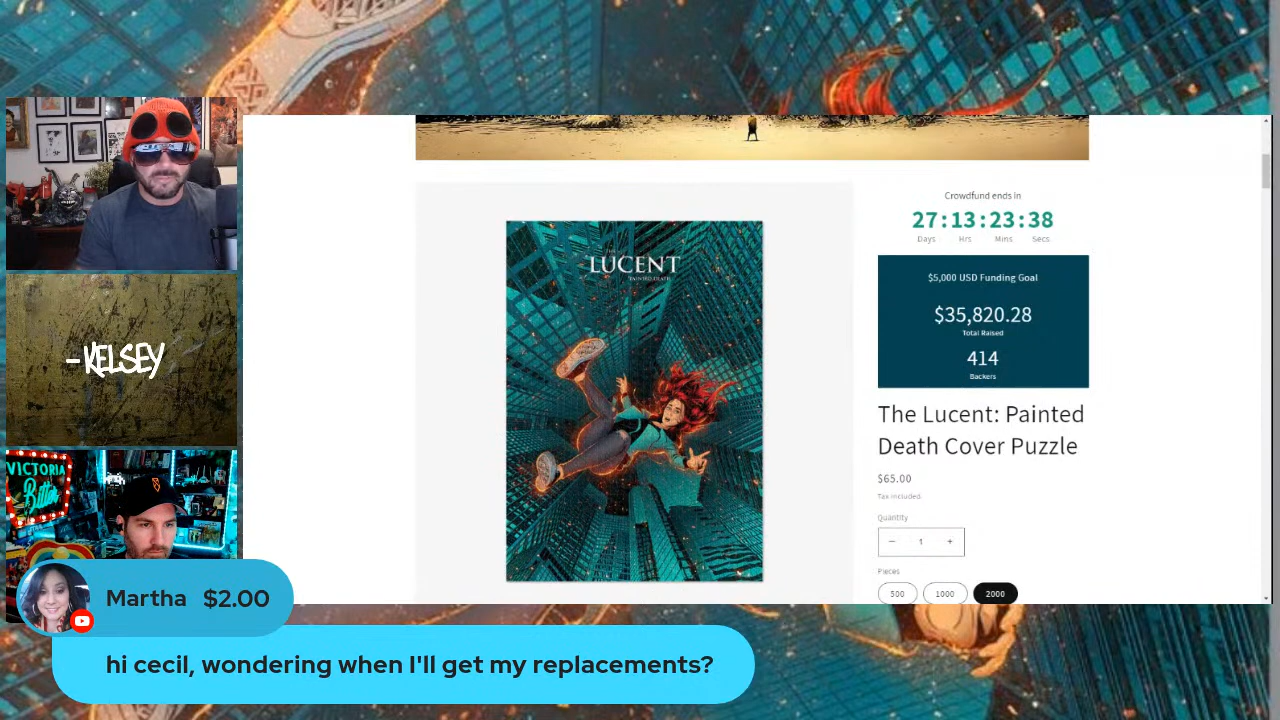 Crowdfund ends in
27:13:23:38
Days Hrs Mins Secs
$5,000 USD Funding Goal
$35,820.28
Total Raised
414
Backers
The Lucent: Painted
Death Cover Puzzle
$65.00
Tax included.
Quantity
− 1 +
Pieces
500 1000 2000
LUCENT
PAINTED DEATH
-KELSEY
VICTORIA
Bitter
Martha $2.00
hi cecil, wondering when I'll get my replacements?